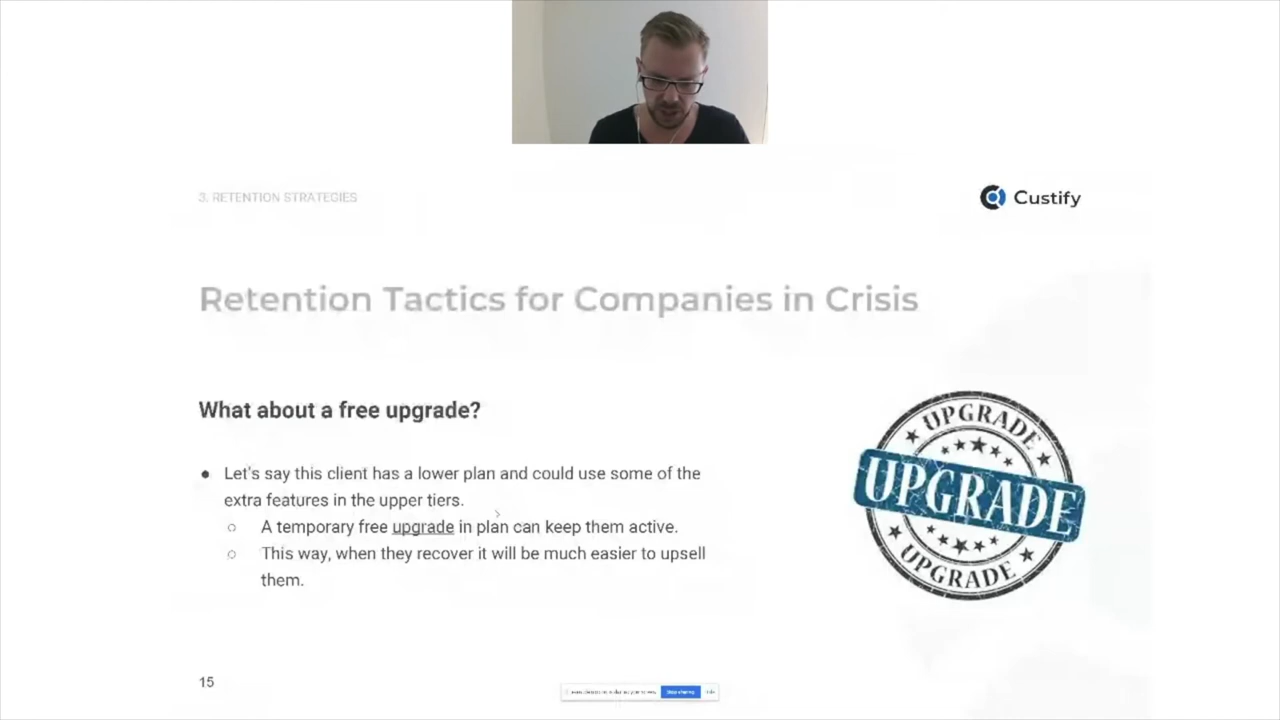 3. RETENTION STRATEGIES
Custify
Retention Tactics for Companies in Crisis
What about a free upgrade?
● Let's say this client has a lower plan and could use some of the
extra features in the upper tiers.
○ A temporary free upgrade in plan can keep them active.
○ This way, when they recover it will be much easier to upsell
them.
UPGRADE
UPGRADE
UPGRADE
15
Stop sharing